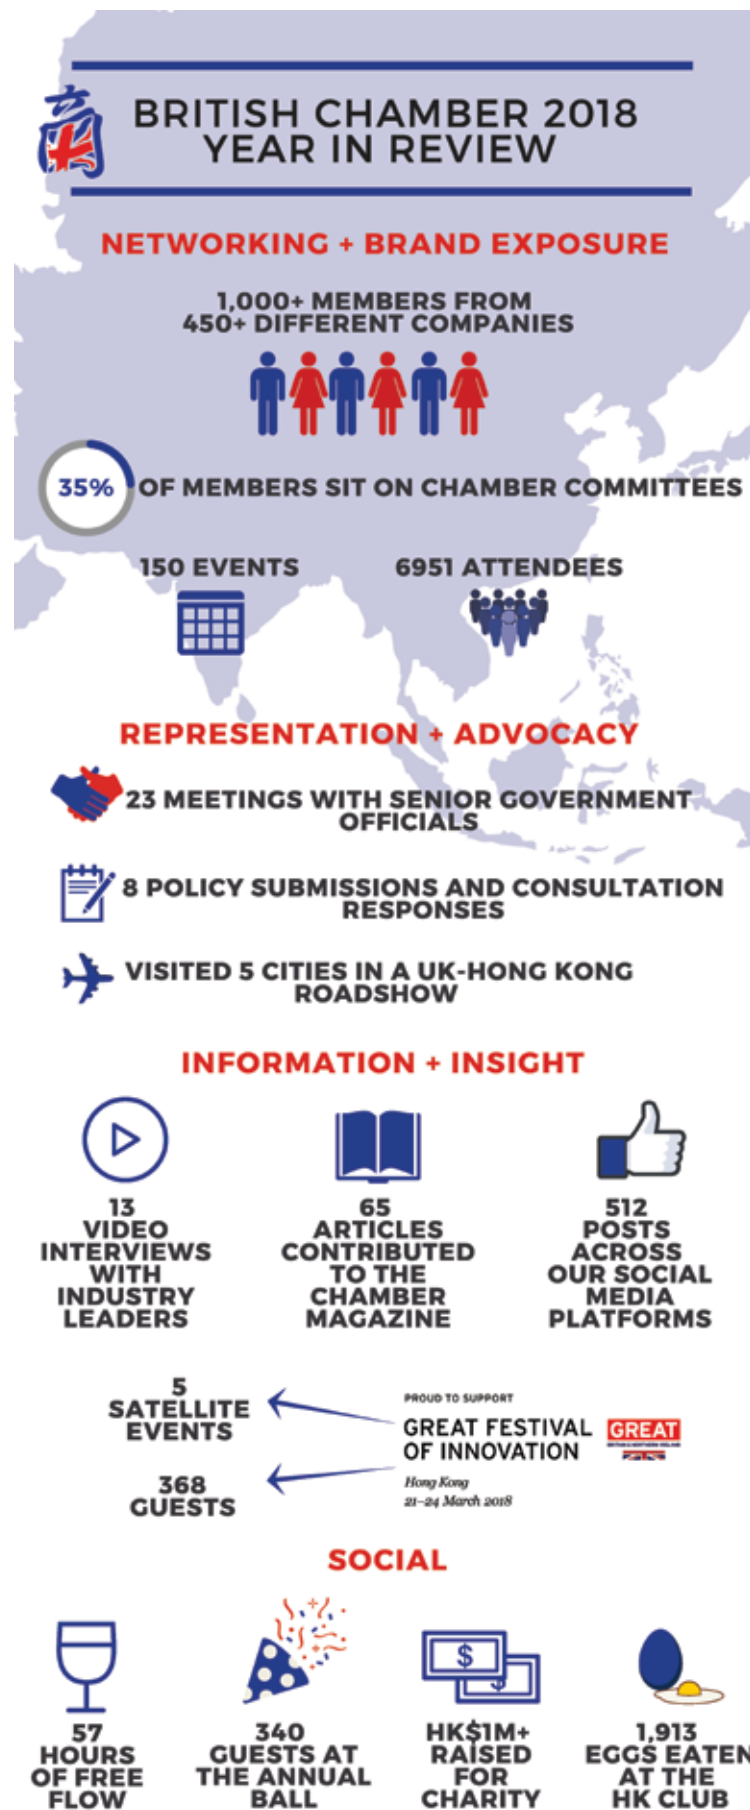 BRITISH CHAMBER 2018
YEAR IN REVIEW
NETWORKING + BRAND EXPOSURE
1,000+ MEMBERS FROM
450+ DIFFERENT COMPANIES
35% OF MEMBERS SIT ON CHAMBER COMMITTEES
150 EVENTS
6951 ATTENDEES
REPRESENTATION + ADVOCACY
23 MEETINGS WITH SENIOR GOVERNMENT
OFFICIALS
8 POLICY SUBMISSIONS AND CONSULTATION
RESPONSES
VISITED 5 CITIES IN A UK-HONG KONG
ROADSHOW
INFORMATION + INSIGHT
13
VIDEO
INTERVIEWS
WITH
INDUSTRY
LEADERS
65
ARTICLES
CONTRIBUTED
TO THE
CHAMBER
MAGAZINE
512
POSTS
ACROSS
OUR SOCIAL
MEDIA
PLATFORMS
5
SATELLITE
EVENTS
368
GUESTS
PROUD TO SUPPORT
GREAT FESTIVAL
OF INNOVATION
Hong Kong
21–24 March 2018
GREAT
BRITAIN & NORTHERN IRELAND
SOCIAL
57
HOURS
OF FREE
FLOW
340
GUESTS AT
THE ANNUAL
BALL
$
$
HK$1M+
RAISED
FOR
CHARITY
1,913
EGGS EATEN
AT THE
HK CLUB